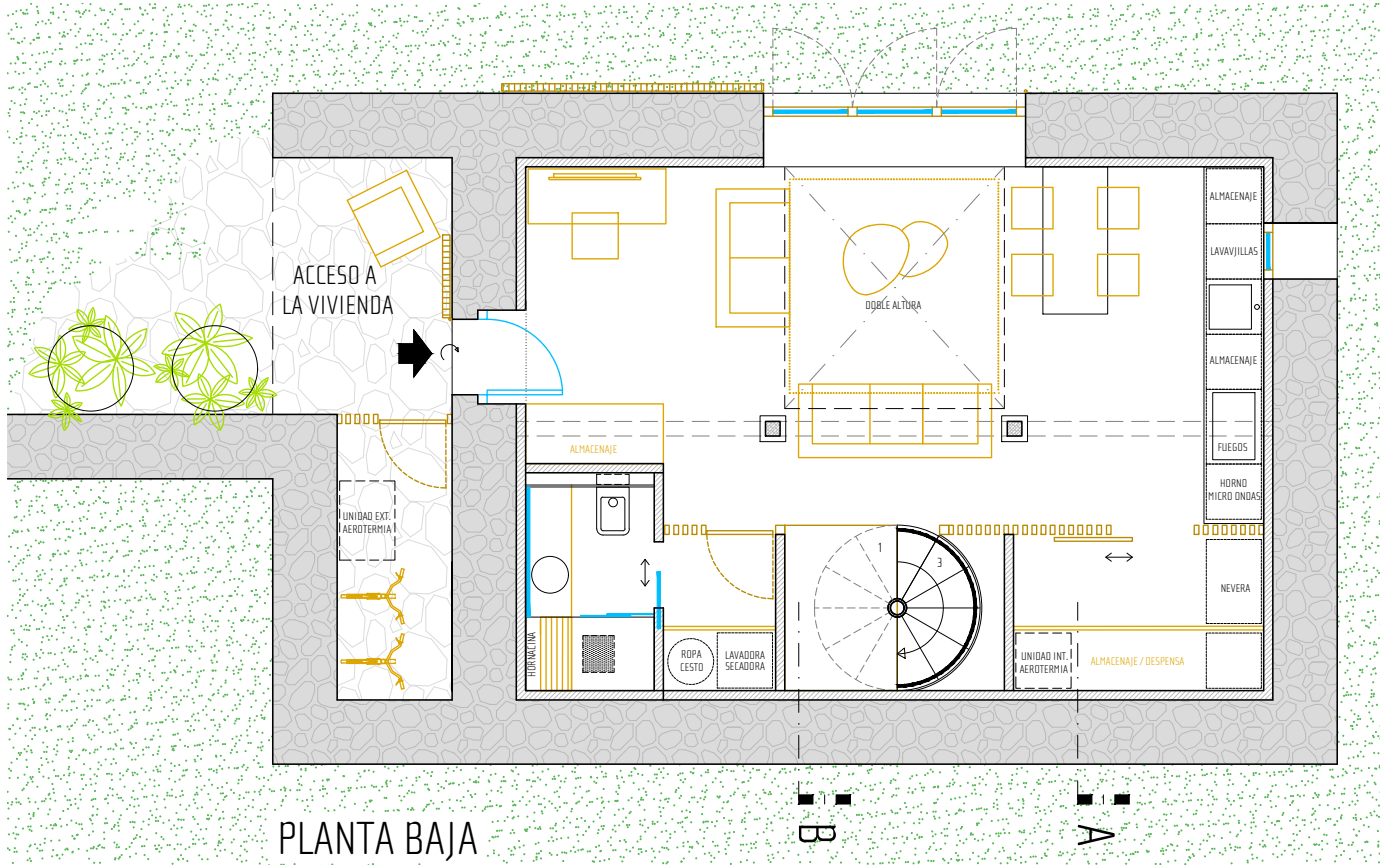 ACCESO A
LA VIVIENDA
ALMACENAJE
LAVAVJILLAS
DOBLE ALTURA
ALMACENAJE
FUEGOS
HORNO
MICRO ONDAS
ALMACENAJE
UNIDAD EXT.
AEROTERMIA
1
3
NEVERA
HORNACINA
ROPA
CESTO
LAVADORA
SECADORA
UNIDAD INT.
AEROTERMIA
ALMACENAJE / DESPENSA
PLANTA BAJA
B
A